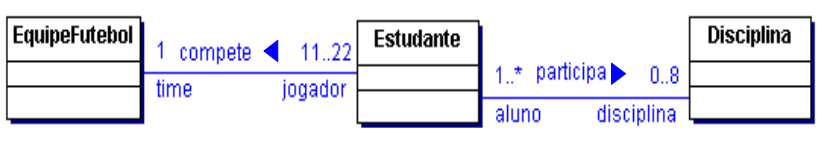 EquipeFutebol
1 compete 11..22
time jogador
Estudante
1..* participa 0..8
aluno disciplina
Disciplina